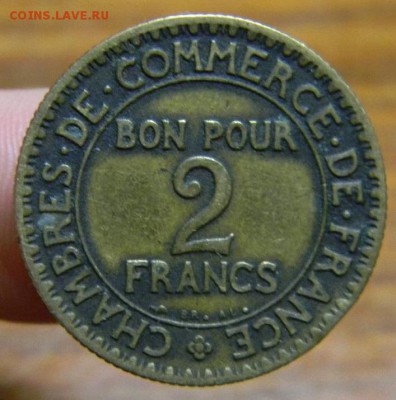 COINS.LAVE.RU
CHAMBRES·DE·COMMERCE·DE·FRANCE
BON POUR
2
FRANCS